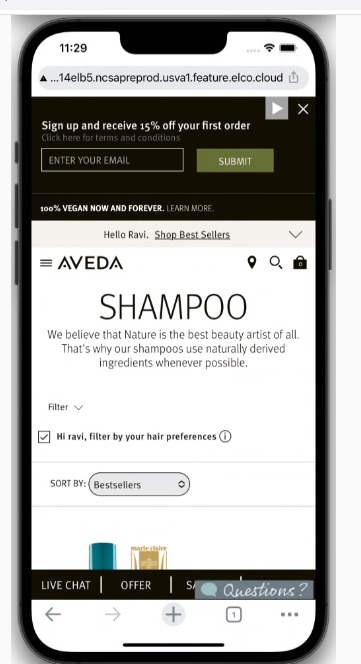 11:29
...14elb5.ncsapreprod.usva1.feature.elco.cloud
Sign up and receive 15% off your first order
Click here for terms and conditions
ENTER YOUR EMAIL
SUBMIT
100% VEGAN NOW AND FOREVER. LEARN MORE.
Hello Ravi. Shop Best Sellers
AVEDA
0
SHAMPOO
We believe that Nature is the best beauty artist of all.
That's why our shampoos use naturally derived
ingredients whenever possible.
Filter
Hi ravi, filter by your hair preferences
SORT BY: Bestsellers
marie claire
LIVE CHAT | OFFER | SA
Questions?
1